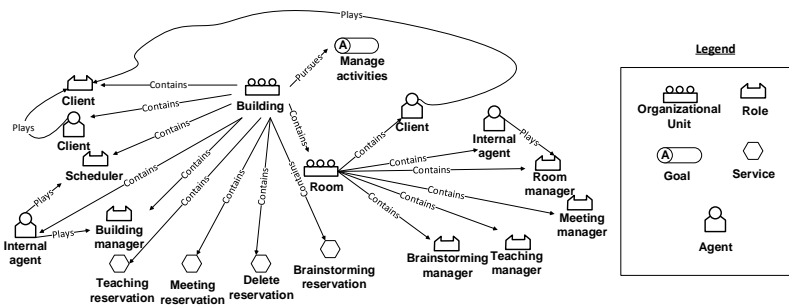 Plays
Legend
A
Manage
activities
Pursues
Contains
Client
Building
Contains
Plays
Client
Contains
Scheduler
Contains
Contains
Client
Contains
Internal
agent
Plays
Organizational
Unit
Role
Contains
Contains
Contains
Contains
Contains
Contains
Room
Contains
Contains
Room
manager
A
Goal
Service
Plays
Internal
agent
Plays
Building
manager
Contains
Contains
Contains
Contains
Meeting
manager
Teaching
reservation
Meeting
reservation
Delete
reservation
Brainstorming
reservation
Brainstorming
manager
Teaching
manager
Agent